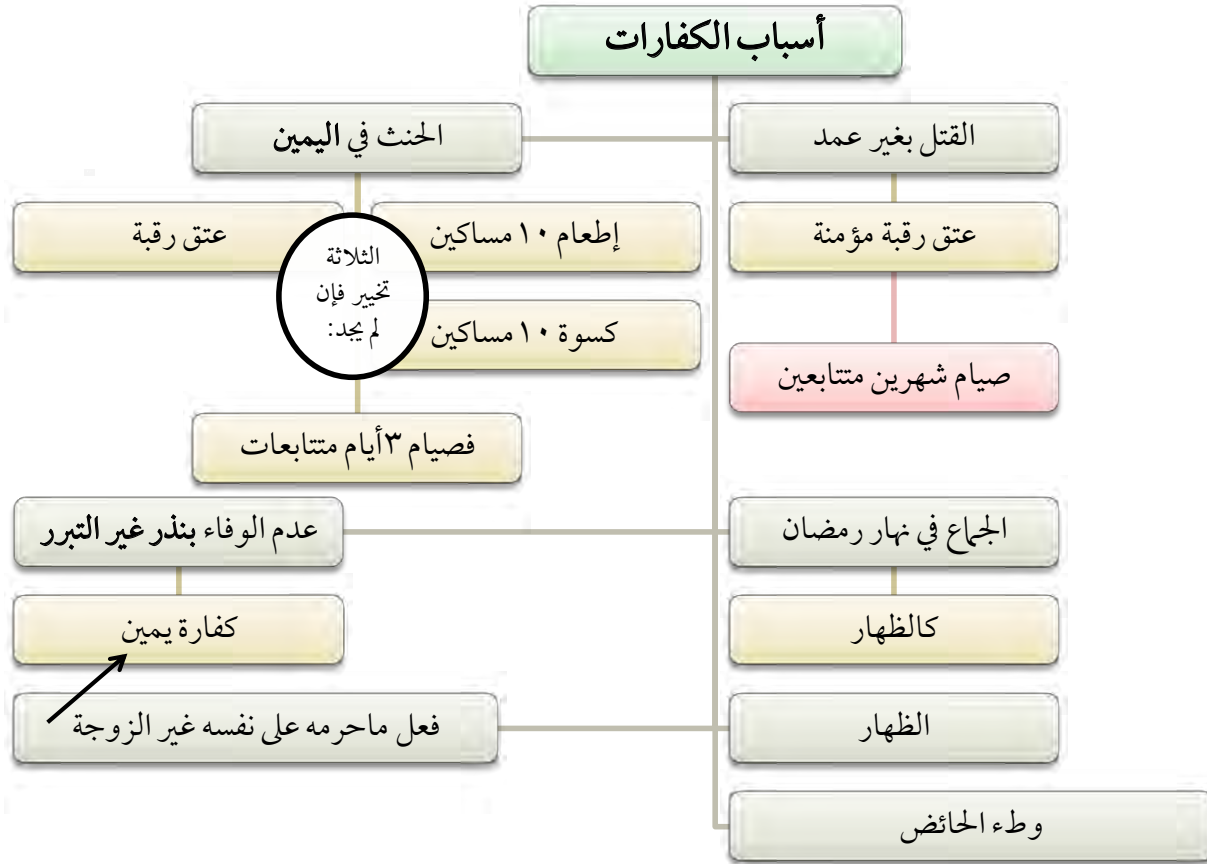 أسباب الكفارات
القتل بغير عمد
الحنث في اليمين
عتق رقبة مؤمنة
إطعام ١٠ مساكين
عتق رقبة
الثلاثة
تخيير فإن
لم يجد:
كسوة ١٠ مساكين
صيام شهرين متتابعين
فصيام ٣أيام متتابعات
الجماع في نهار رمضان
عدم الوفاء بنذر غير التبرر
كالظهار
كفارة يمين
الظهار
فعل ماحرمه على نفسه غير الزوجة
وطء الحائض